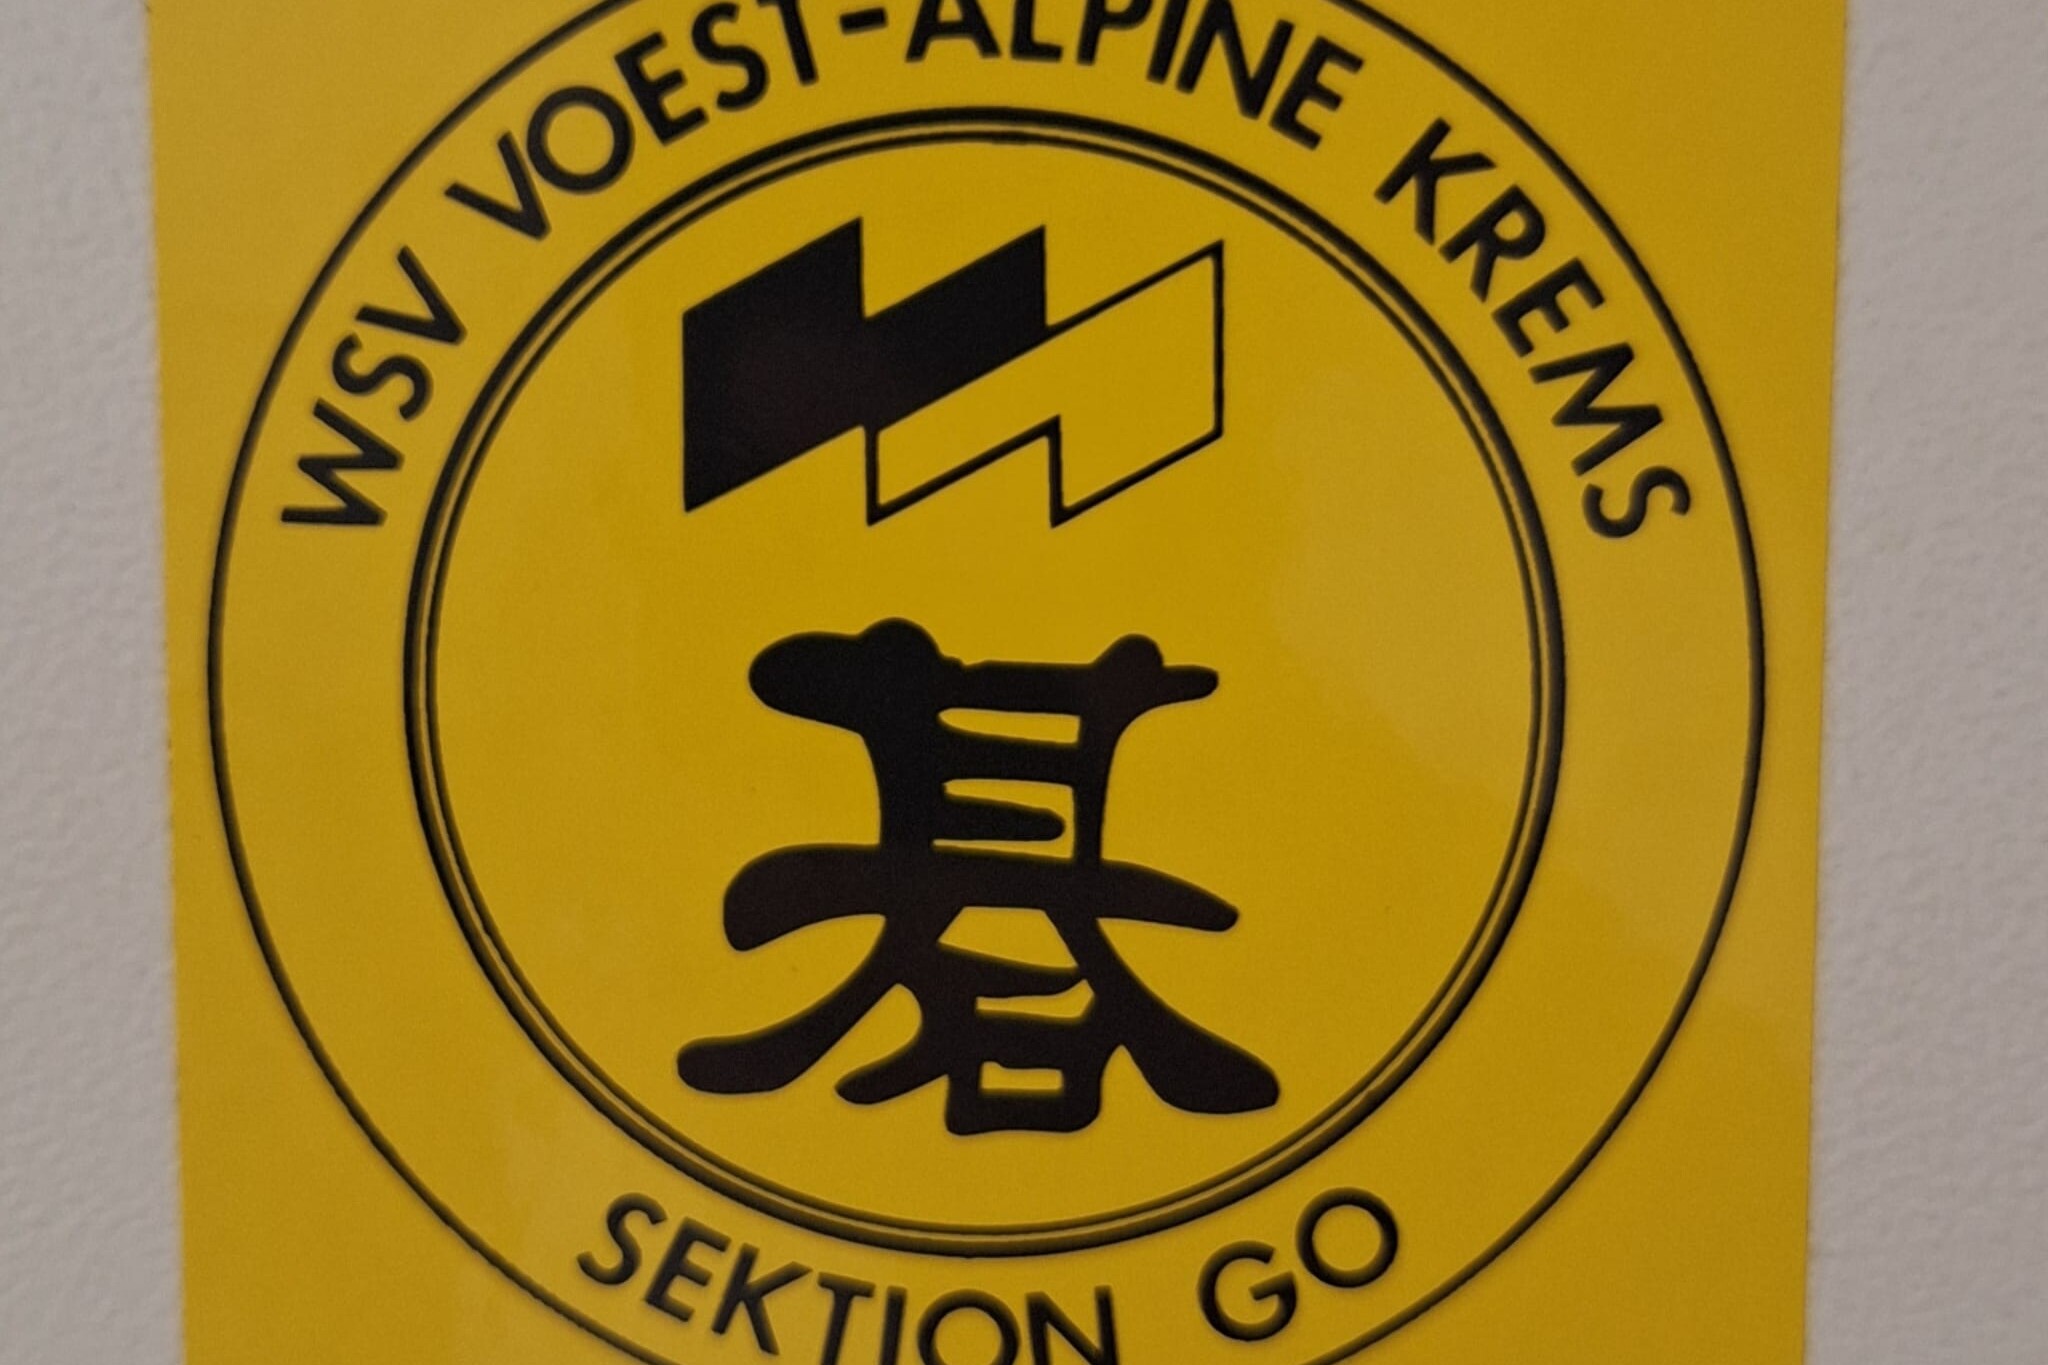 WSV VOEST-ALPINE KREMS
碁
SEKTION GO